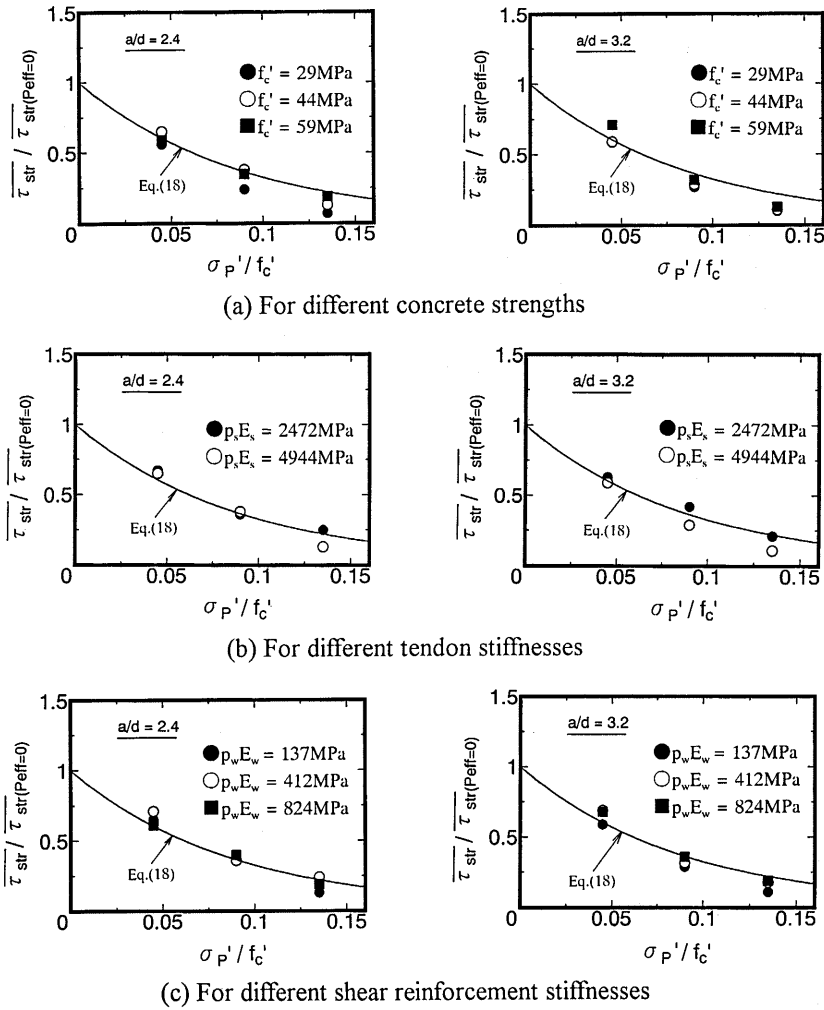 1.5
a/d = 2.4
● f_c' = 29MPa
○ f_c' = 44MPa
■ f_c' = 59MPa
1
0.5
Eq.(18)
0 0.05 0.10 0.15
σ_P'/f_c'
τ_str / τ_str(Peff=0)
1.5
a/d = 3.2
● f_c' = 29MPa
○ f_c' = 44MPa
■ f_c' = 59MPa
1
0.5
Eq.(18)
0 0.05 0.10 0.15
σ_P'/f_c'
τ_str / τ_str(Peff=0)
(a) For different concrete strengths
1.5
a/d = 2.4
● p_sE_s = 2472MPa
○ p_sE_s = 4944MPa
1
0.5
Eq.(18)
0 0.05 0.10 0.15
σ_P'/f_c'
τ_str / τ_str(Peff=0)
1.5
a/d = 3.2
● p_sE_s = 2472MPa
○ p_sE_s = 4944MPa
1
0.5
Eq.(18)
0 0.05 0.10 0.15
σ_P'/f_c'
τ_str / τ_str(Peff=0)
(b) For different tendon stiffnesses
1.5
a/d = 2.4
● p_wE_w = 137MPa
○ p_wE_w = 412MPa
■ p_wE_w = 824MPa
1
0.5
Eq.(18)
0 0.05 0.10 0.15
σ_P'/f_c'
τ_str / τ_str(Peff=0)
1.5
a/d = 3.2
● p_wE_w = 137MPa
○ p_wE_w = 412MPa
■ p_wE_w = 824MPa
1
0.5
Eq.(18)
0 0.05 0.10 0.15
σ_P'/f_c'
τ_str / τ_str(Peff=0)
(c) For different shear reinforcement stiffnesses